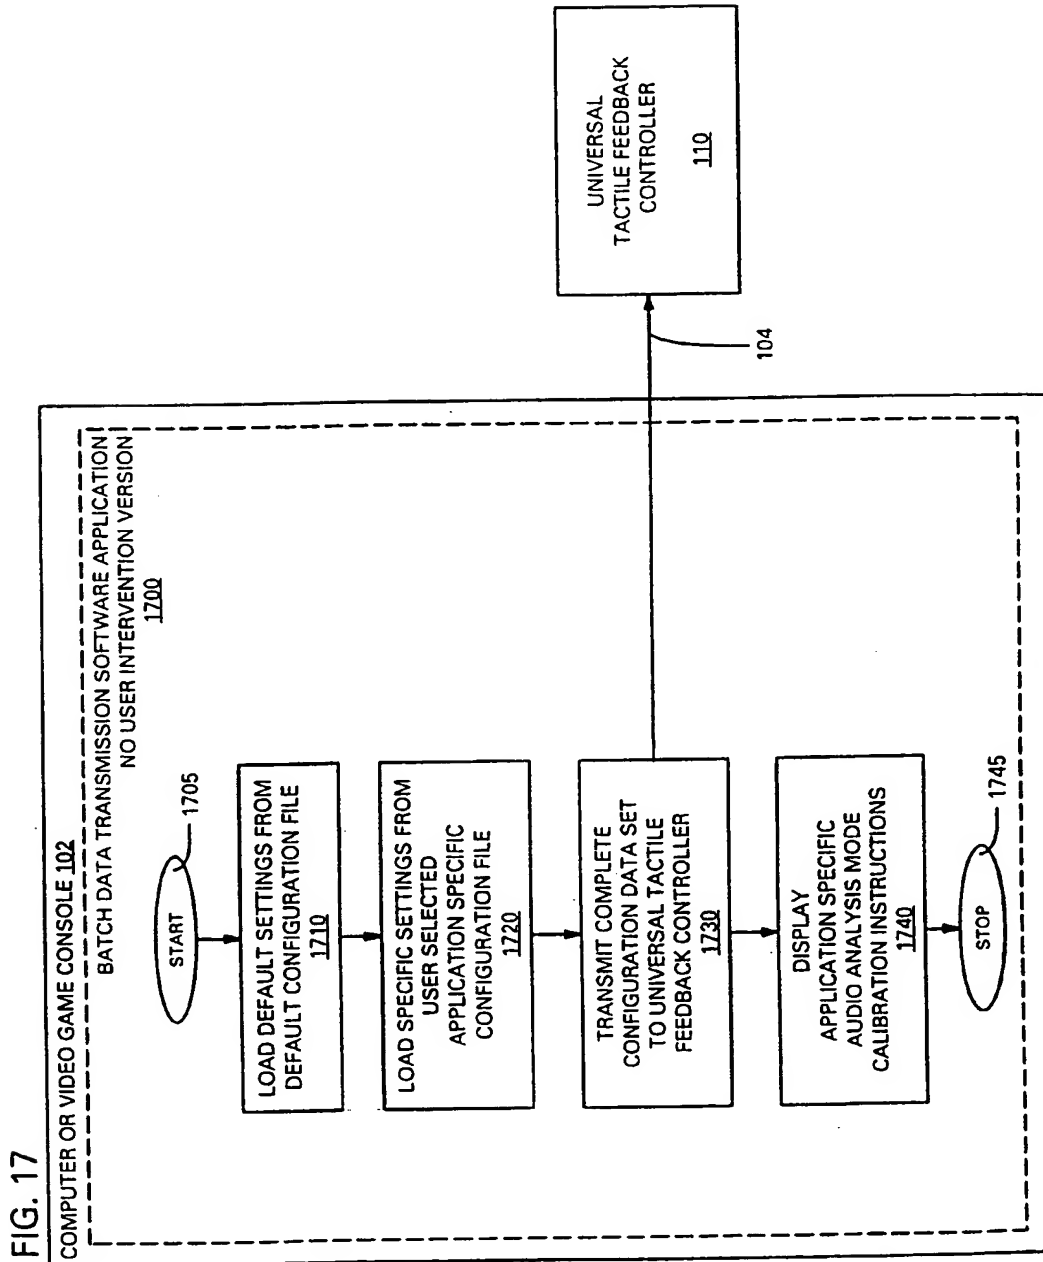 FIG. 17
COMPUTER OR VIDEO GAME CONSOLE 102
BATCH DATA TRANSMISSION SOFTWARE APPLICATION
NO USER INTERVENTION VERSION
1700
START
1705
LOAD DEFAULT SETTINGS FROM
DEFAULT CONFIGURATION FILE
1710
LOAD SPECIFIC SETTINGS FROM
USER SELECTED
APPLICATION SPECIFIC
CONFIGURATION FILE
1720
TRANSMIT COMPLETE
CONFIGURATION DATA SET
TO UNIVERSAL TACTILE
FEEDBACK CONTROLLER
1730
DISPLAY
APPLICATION SPECIFIC
AUDIO ANALYSIS MODE
CALIBRATION INSTRUCTIONS
1740
STOP
1745
104
UNIVERSAL
TACTILE FEEDBACK
CONTROLLER
110